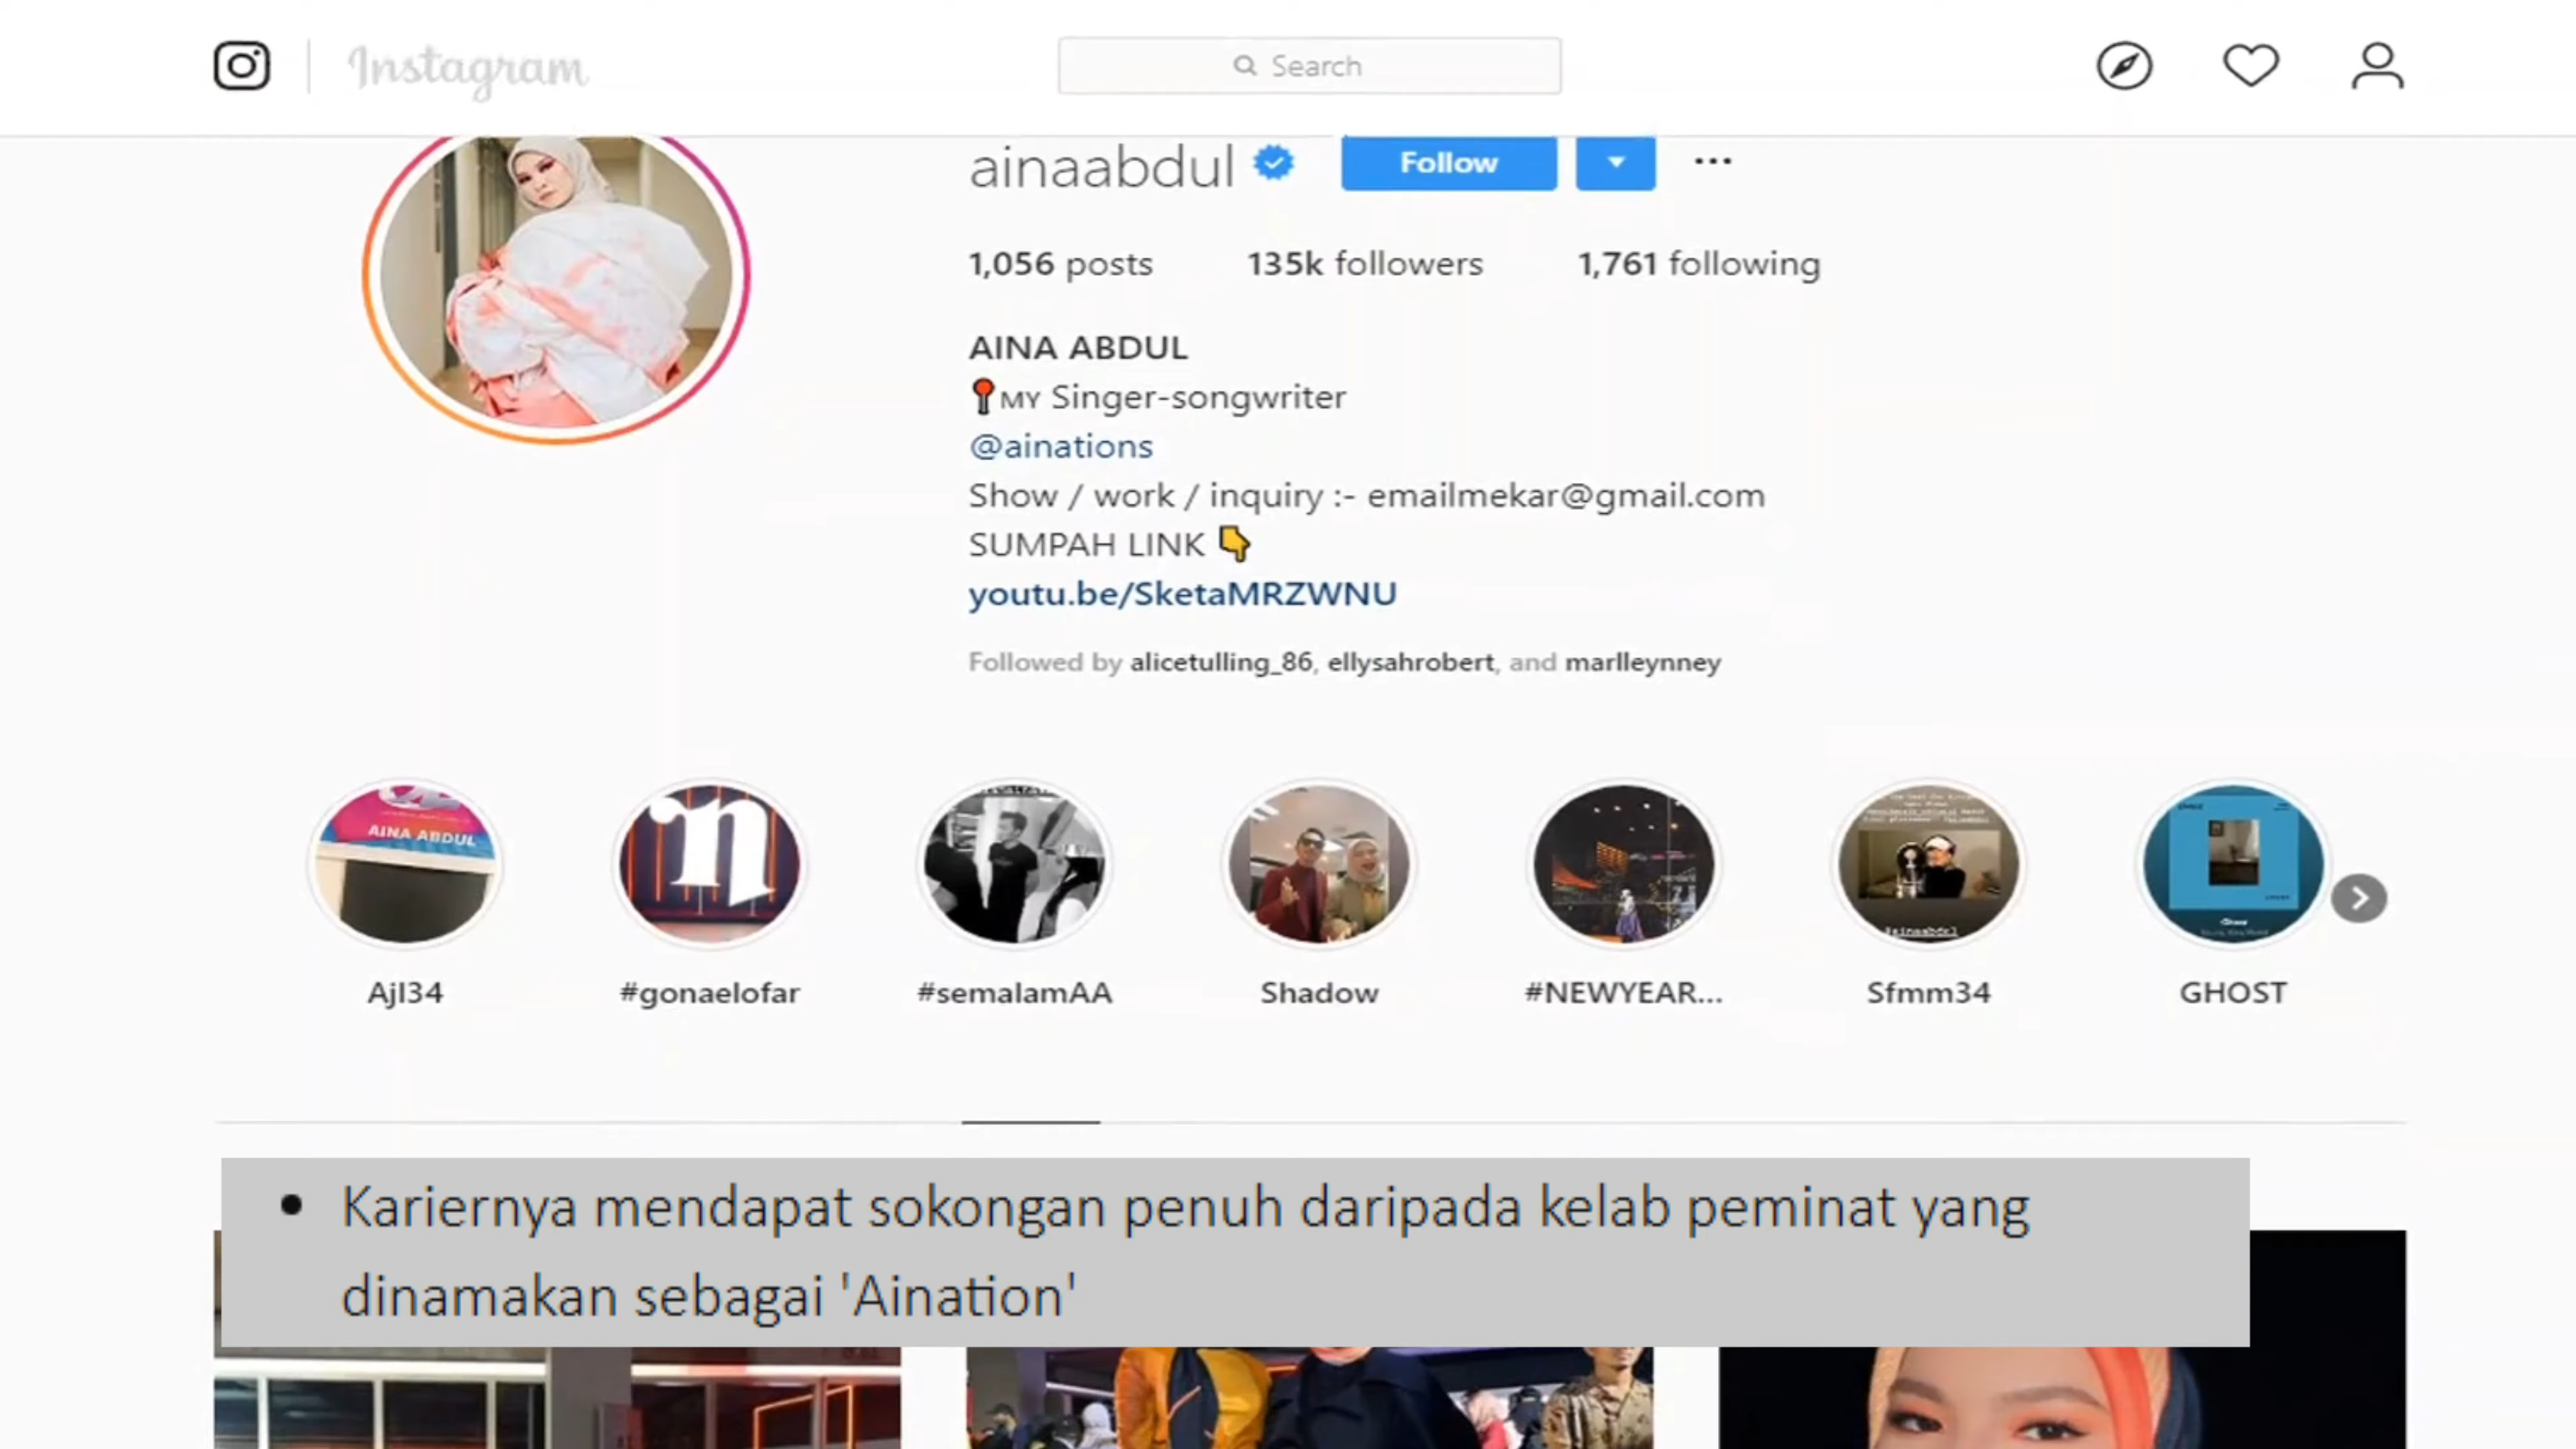 Instagram
Search
ainaabdul
Follow
1,056 posts 135k followers 1,761 following
AINA ABDUL
📍MY Singer-songwriter
@ainations
Show / work / inquiry :- emailmekar@gmail.com
SUMPAH LINK 👇
youtu.be/SketaMRZWNU
Followed by alicetulling_86, ellysahrobert, and marlleynney
AINA ABDUL
n
@ainaabdul
Ajl34 #gonaelofar #semalamAA Shadow #NEWYEAR... Sfmm34 GHOST
• Kariernya mendapat sokongan penuh daripada kelab peminat yang
dinamakan sebagai 'Aination'